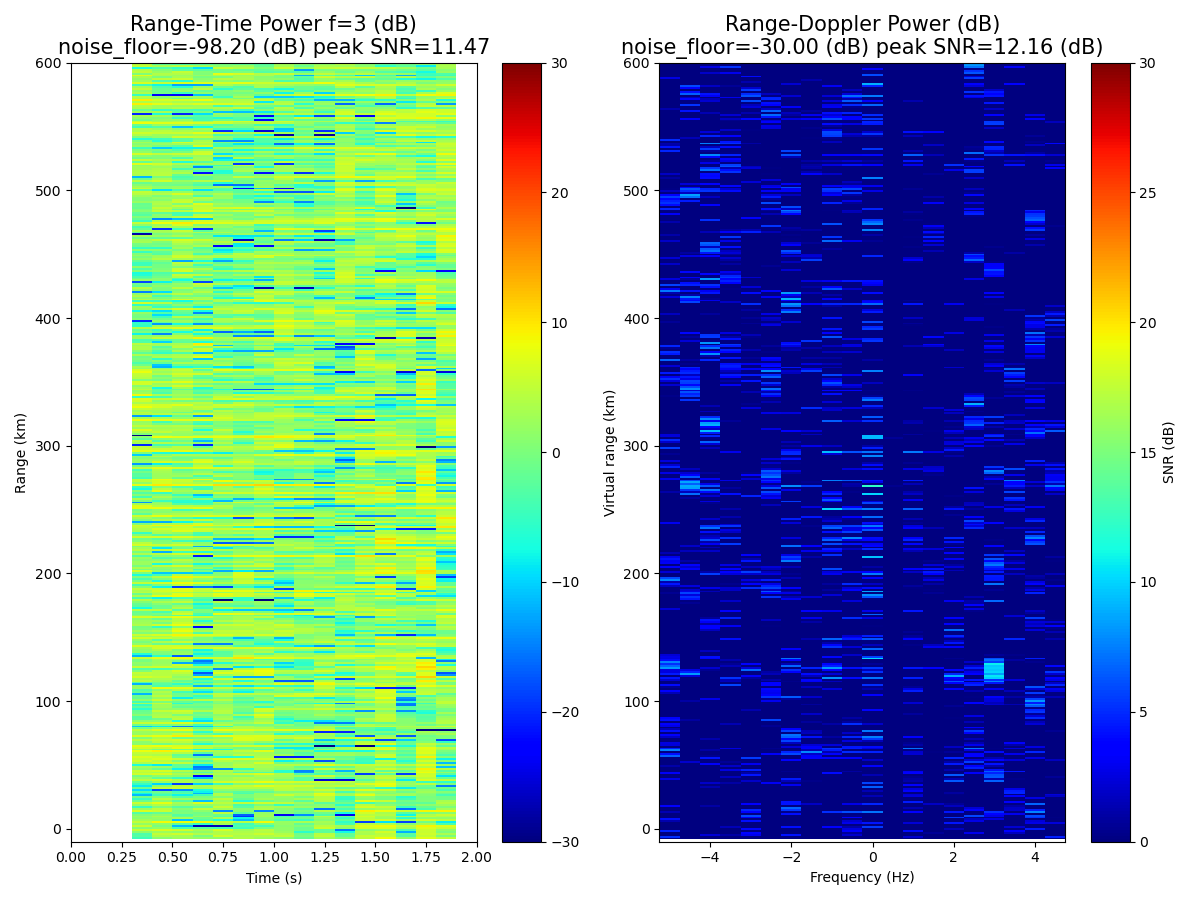 Range-Time Power f=3 (dB)
noise_floor=-98.20 (dB) peak SNR=11.47
600
500
400
300
200
100
0
Range (km)
0.00 0.25 0.50 0.75 1.00 1.25 1.50 1.75 2.00
Time (s)
30
20
10
0
−10
−20
−30
Range-Doppler Power (dB)
noise_floor=-30.00 (dB) peak SNR=12.16 (dB)
600
500
400
300
200
100
0
Virtual range (km)
−4 −2 0 2 4
Frequency (Hz)
30
25
20
15
10
5
0
SNR (dB)